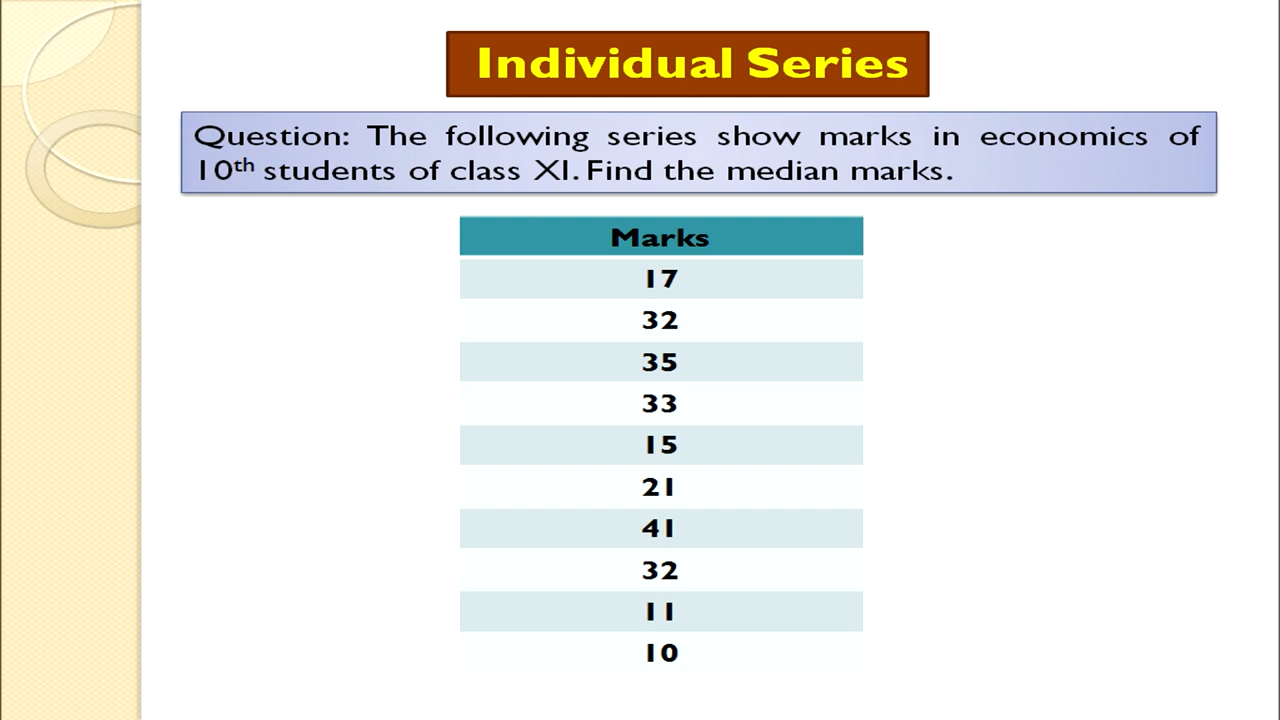 Individual Series
Question: The following series show marks in economics of
10th students of class XI. Find the median marks.
Marks
17
32
35
33
15
21
41
32
11
10